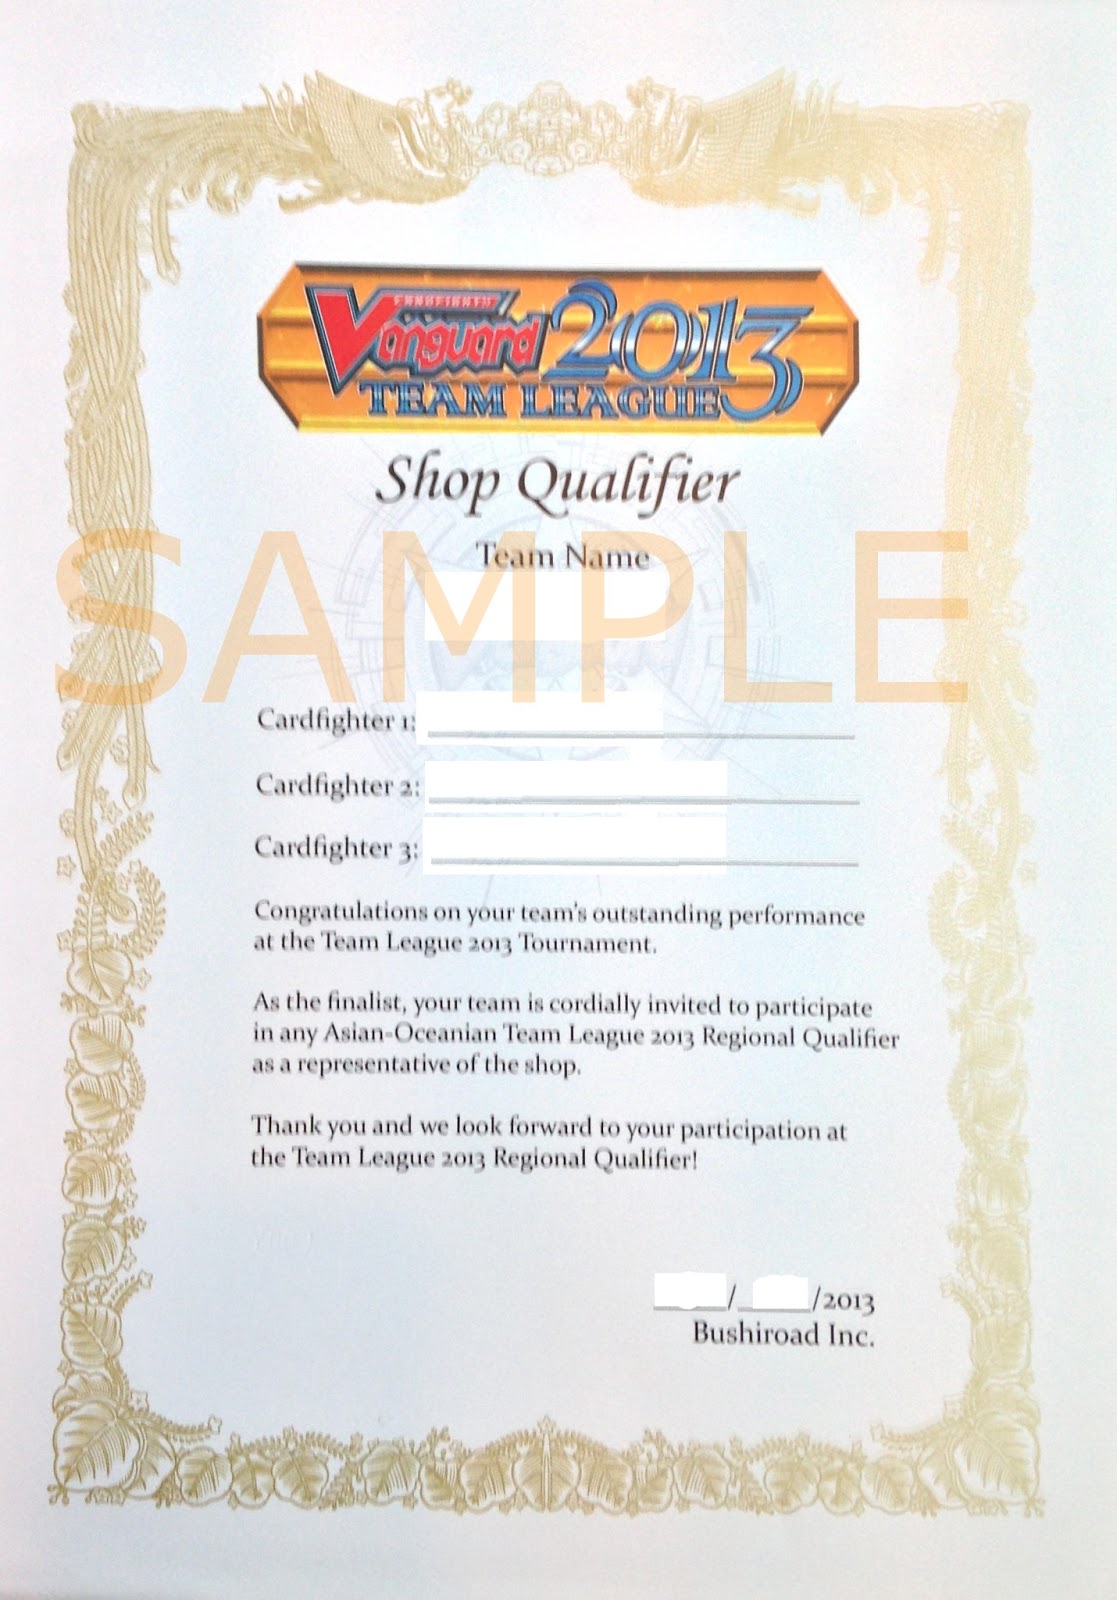 CARDFIGHT!!
Vanguard 2013
TEAM LEAGUE
Shop Qualifier
SAMPLE
Team Name
Cardfighter 1:
Cardfighter 2:
Cardfighter 3:
Congratulations on your team's outstanding performance
at the Team League 2013 Tournament.
As the finalist, your team is cordially invited to participate
in any Asian-Oceanian Team League 2013 Regional Qualifier
as a representative of the shop.
Thank you and we look forward to your participation at
the Team League 2013 Regional Qualifier!
/ /2013
Bushiroad Inc.